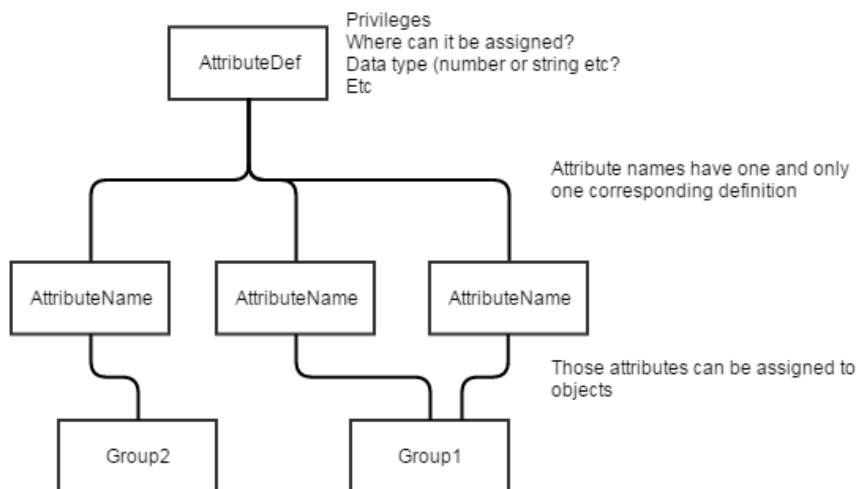 Privileges
Where can it be assigned?
AttributeDef
Data type (number or string etc?
Etc
Attribute names have one and only
one corresponding definition
AttributeName
AttributeName
AttributeName
Those attributes can be assigned to
objects
Group2
Group1